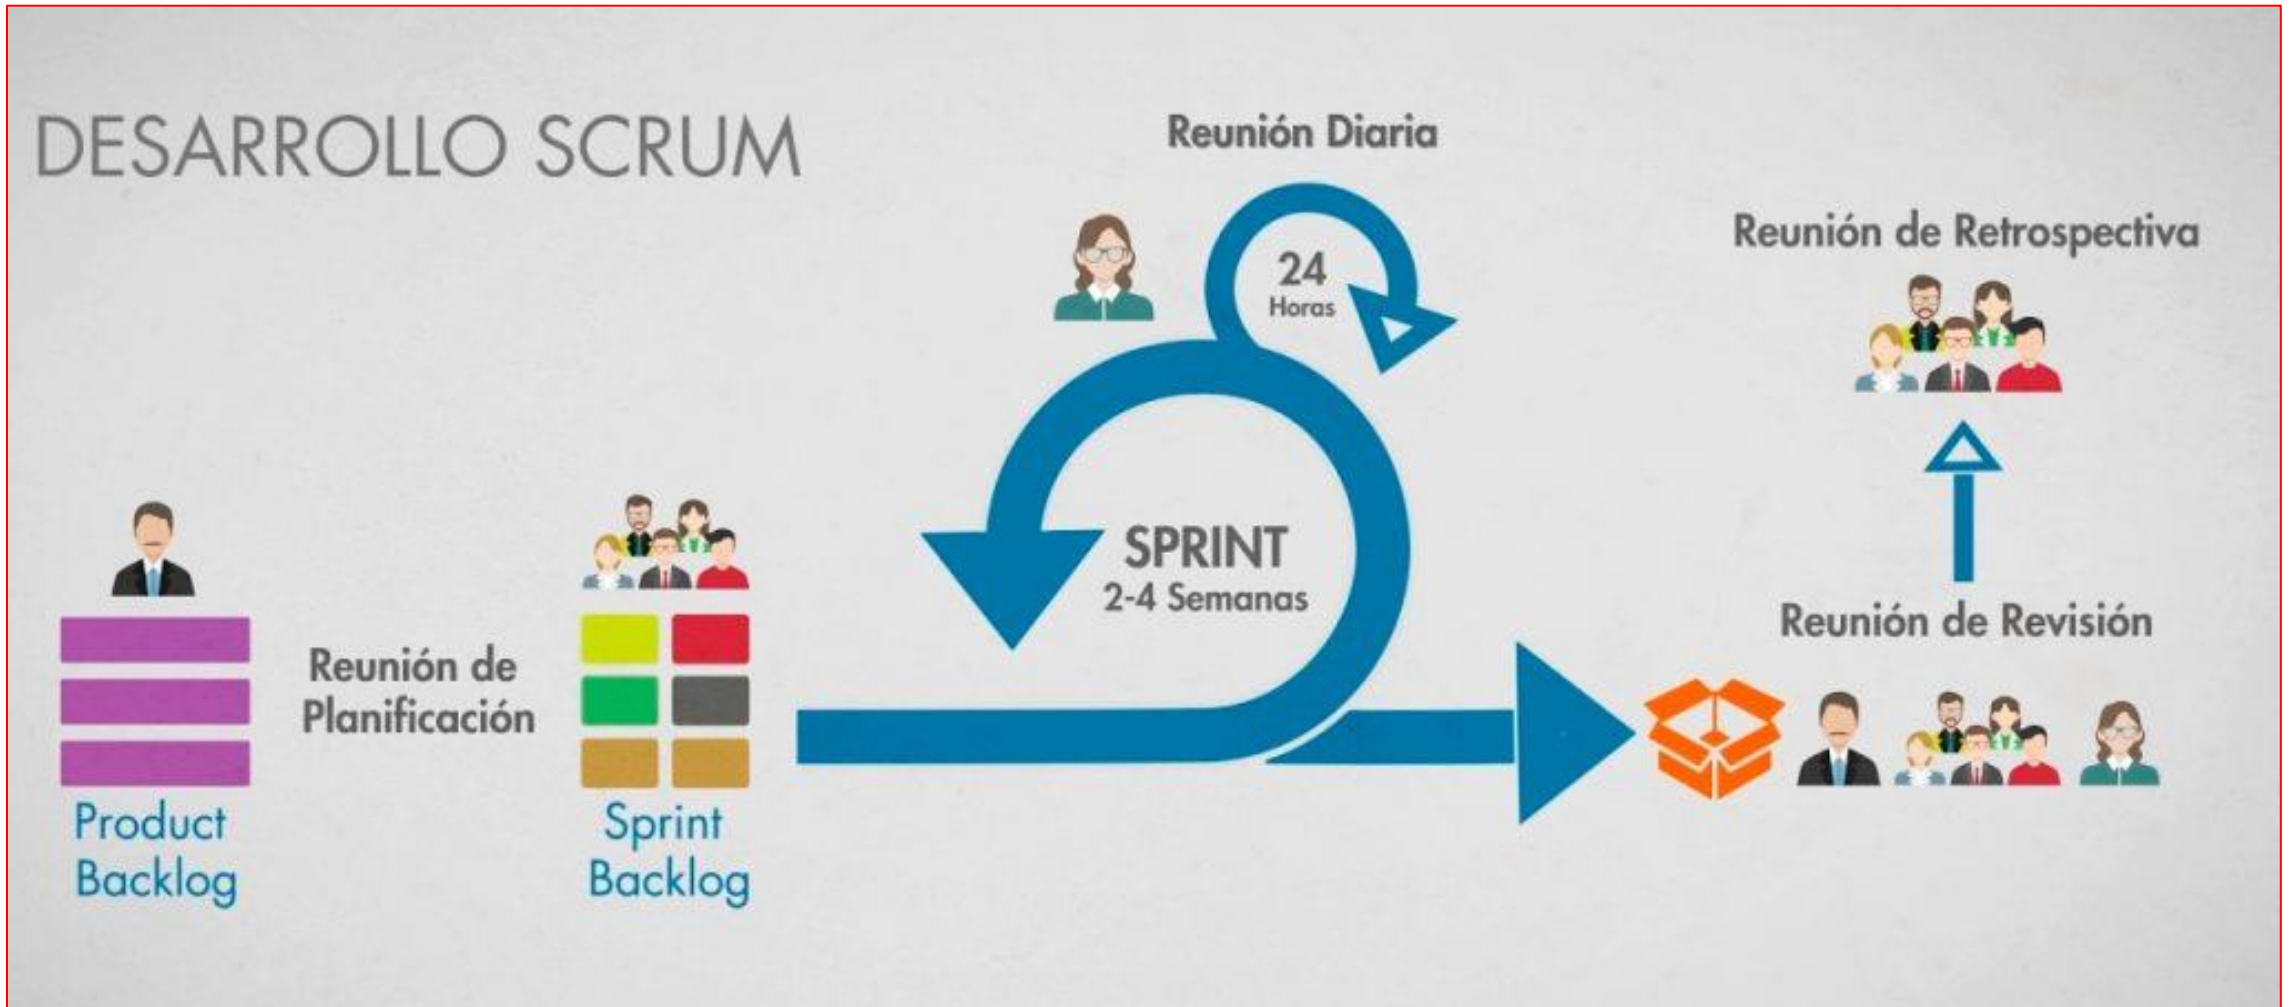 DESARROLLO SCRUM
Reunión Diaria
24
Horas
Reunión de Retrospectiva
SPRINT
2-4 Semanas
Reunión de Revisión
Reunión de
Planificación
Product
Backlog
Sprint
Backlog